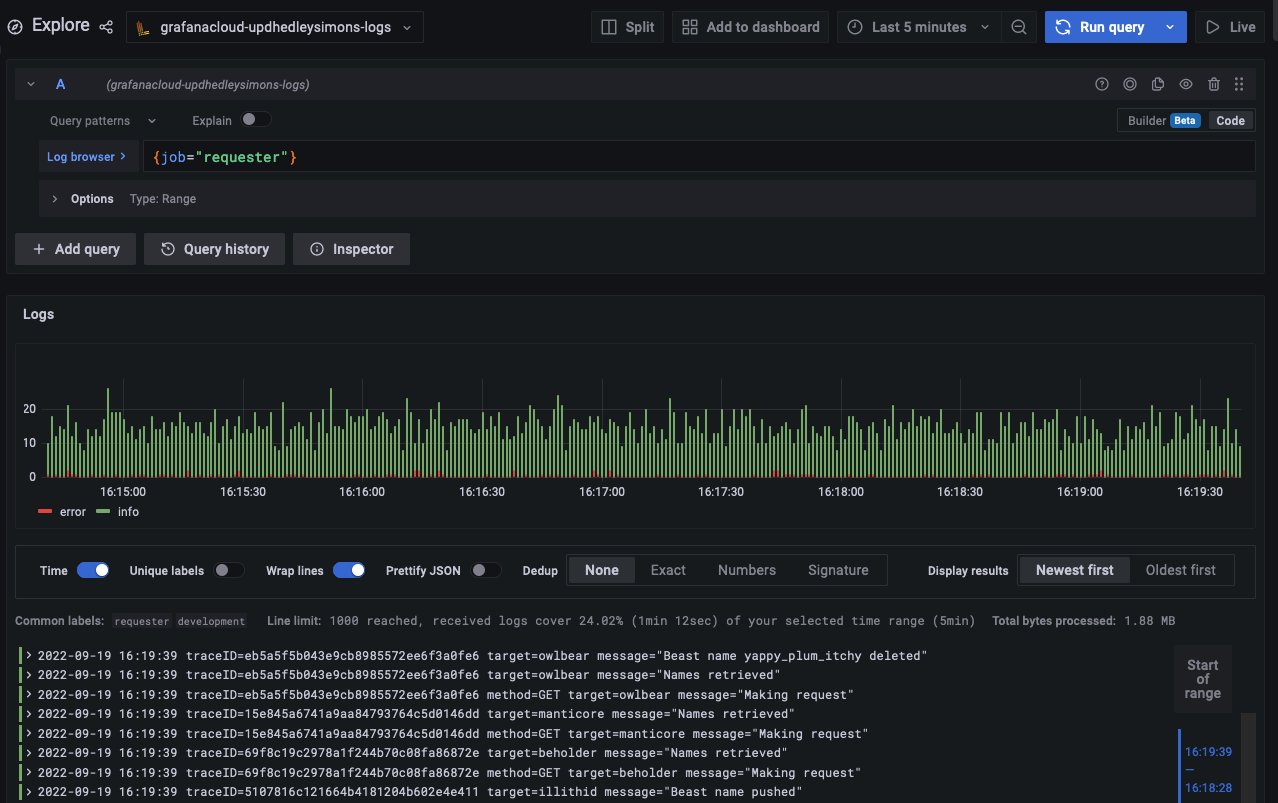 Explore grafanacloud-updhedleysimons-logs Split Add to dashboard Last 5 minutes Run query Live
A (grafanacloud-updhedleysimons-logs)
Query patterns Explain Builder Beta Code
Log browser > {job="requester"}
> Options Type: Range
+ Add query Query history Inspector
Logs
20
10
0
16:15:00 16:15:30 16:16:00 16:16:30 16:17:00 16:17:30 16:18:00 16:18:30 16:19:00 16:19:30
error info
Time Unique labels Wrap lines Prettify JSON Dedup None Exact Numbers Signature Display results Newest first Oldest first
Common labels: requester development Line limit: 1000 reached, received logs cover 24.02% (1min 12sec) of your selected time range (5min) Total bytes processed: 1.88 MB
> 2022-09-19 16:19:39 traceID=eb5a5f5b043e9cb8985572ee6f3a0fe6 target=owlbear message="Beast name yappy_plum_itchy deleted"
> 2022-09-19 16:19:39 traceID=eb5a5f5b043e9cb8985572ee6f3a0fe6 target=owlbear message="Names retrieved"
> 2022-09-19 16:19:39 traceID=eb5a5f5b043e9cb8985572ee6f3a0fe6 method=GET target=owlbear message="Making request"
> 2022-09-19 16:19:39 traceID=15e845a6741a9aa84793764c5d0146dd target=manticore message="Names retrieved"
> 2022-09-19 16:19:39 traceID=15e845a6741a9aa84793764c5d0146dd method=GET target=manticore message="Making request"
> 2022-09-19 16:19:39 traceID=69f8c19c2978a1f244b70c08fa86872e target=beholder message="Names retrieved"
> 2022-09-19 16:19:39 traceID=69f8c19c2978a1f244b70c08fa86872e method=GET target=beholder message="Making request"
> 2022-09-19 16:19:39 traceID=5107816c121664b4181204b602e4e411 target=illithid message="Beast name pushed"
Start
of
range
16:19:39
—
16:18:28